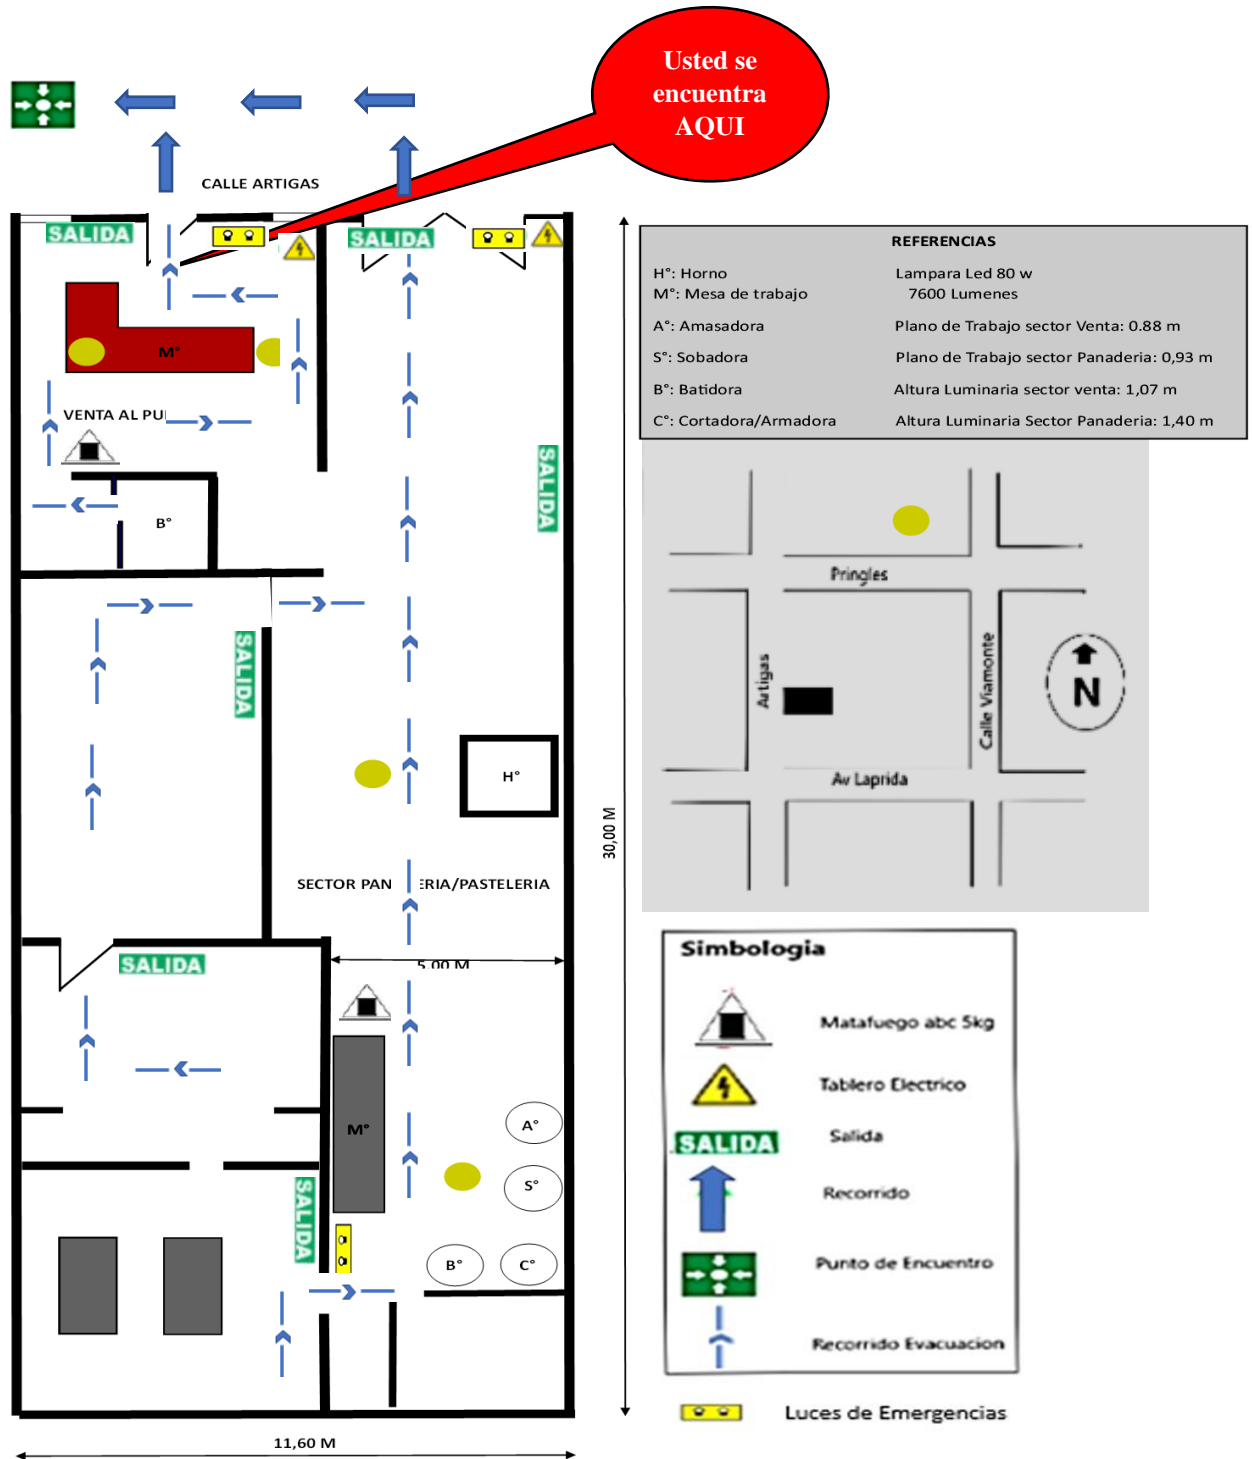 Usted se
encuentra
AQUI
CALLE ARTIGAS
SALIDA
SALIDA
M°
VENTA AL PU
B°
SALIDA
SALIDA
H°
30,00 M
SECTOR PAN ERIA/PASTELERIA
5,00 M
SALIDA
M°
A°
S°
SALIDA
B°
C°
11,60 M
REFERENCIAS
H°: Horno
Lampara Led 80 w
M°: Mesa de trabajo
7600 Lumenes
A°: Amasadora
Plano de Trabajo sector Venta: 0.88 m
S°: Sobadora
Plano de Trabajo sector Panaderia: 0,93 m
B°: Batidora
Altura Luminaria sector venta: 1,07 m
C°: Cortadora/Armadora
Altura Luminaria Sector Panaderia: 1,40 m
Pringles
Artigas
Calle Viamonte
N
Av Laprida
Simbologia
Matafuego abc 5kg
Tablero Electrico
SALIDA
Salida
Recorrido
Punto de Encuentro
Recorrido Evacuacion
Luces de Emergencias